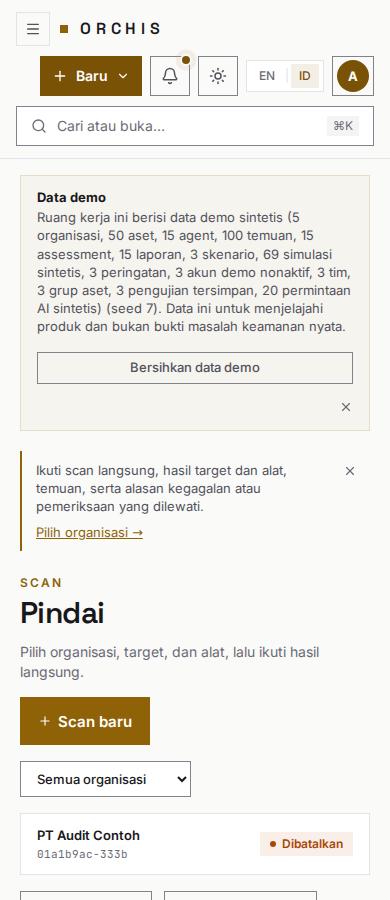 ORCHIS
Baru
EN
ID
A
Cari atau buka...
⌘K
Data demo
Ruang kerja ini berisi data demo sintetis (5
organisasi, 50 aset, 15 agent, 100 temuan, 15
assessment, 15 laporan, 3 skenario, 69 simulasi
sintetis, 3 peringatan, 3 akun demo nonaktif, 3 tim,
3 grup aset, 3 pengujian tersimpan, 20 permintaan
AI sintetis) (seed 7). Data ini untuk menjelajahi
produk dan bukan bukti masalah keamanan nyata.
Bersihkan data demo
Ikuti scan langsung, hasil target dan alat,
temuan, serta alasan kegagalan atau
pemeriksaan yang dilewati.
Pilih organisasi →
SCAN
Pindai
Pilih organisasi, target, dan alat, lalu ikuti hasil
langsung.
+ Scan baru
Semua organisasi
PT Audit Contoh
01a1b9ac-333b
Dibatalkan